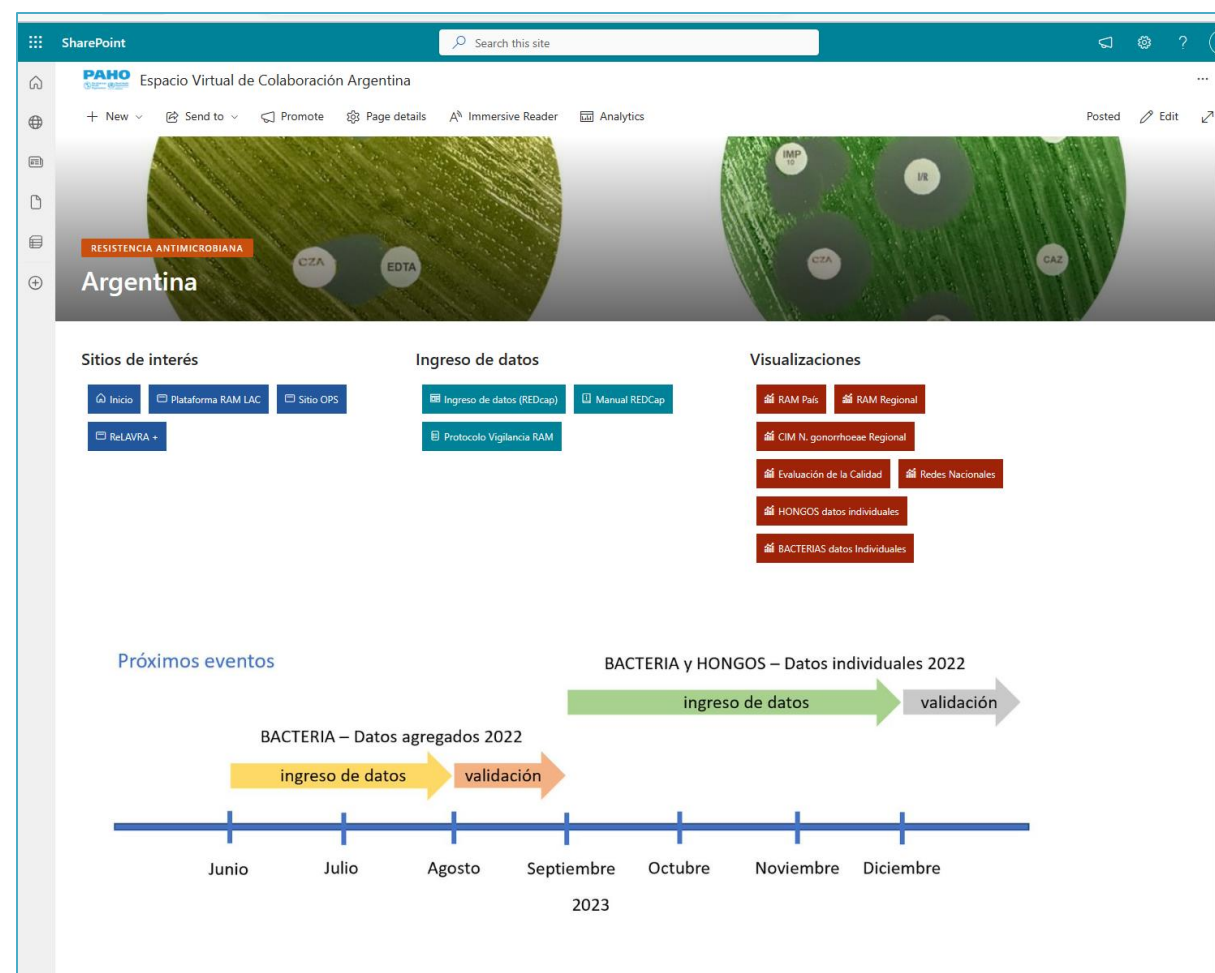 SharePoint
Search this site
PAHO
Espacio Virtual de Colaboración Argentina
New
Send to
Promote
Page details
Immersive Reader
Analytics
Posted
Edit
IMP
10
I/R
CZA
EDTA
CZA
CAZ
RESISTENCIA ANTIMICROBIANA
Argentina
Sitios de interés
Inicio
Plataforma RAM LAC
Sitio OPS
ReLAVRA +
Ingreso de datos
Ingreso de datos (REDcap)
Manual REDCap
Protocolo Vigilancia RAM
Visualizaciones
RAM País
RAM Regional
CIM N. gonorrhoeae Regional
Evaluación de la Calidad
Redes Nacionales
HONGOS datos individuales
BACTERIAS datos Individuales
Próximos eventos
BACTERIA y HONGOS – Datos individuales 2022
ingreso de datos
validación
BACTERIA – Datos agregados 2022
ingreso de datos
validación
Junio
Julio
Agosto
Septiembre
Octubre
Noviembre
Diciembre
2023